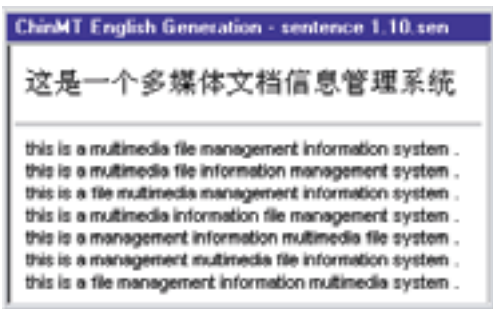 ChinMT English Generation - sentence 1.10.sen
这是一个多媒体文档信息管理系统
this is a multimedia file management information system .
this is a multimedia file information management system .
this is a file multimedia management information system .
this is a multimedia information file management system .
this is a management information multimedia file system .
this is a management multimedia file information system .
this is a file management information multimedia system .